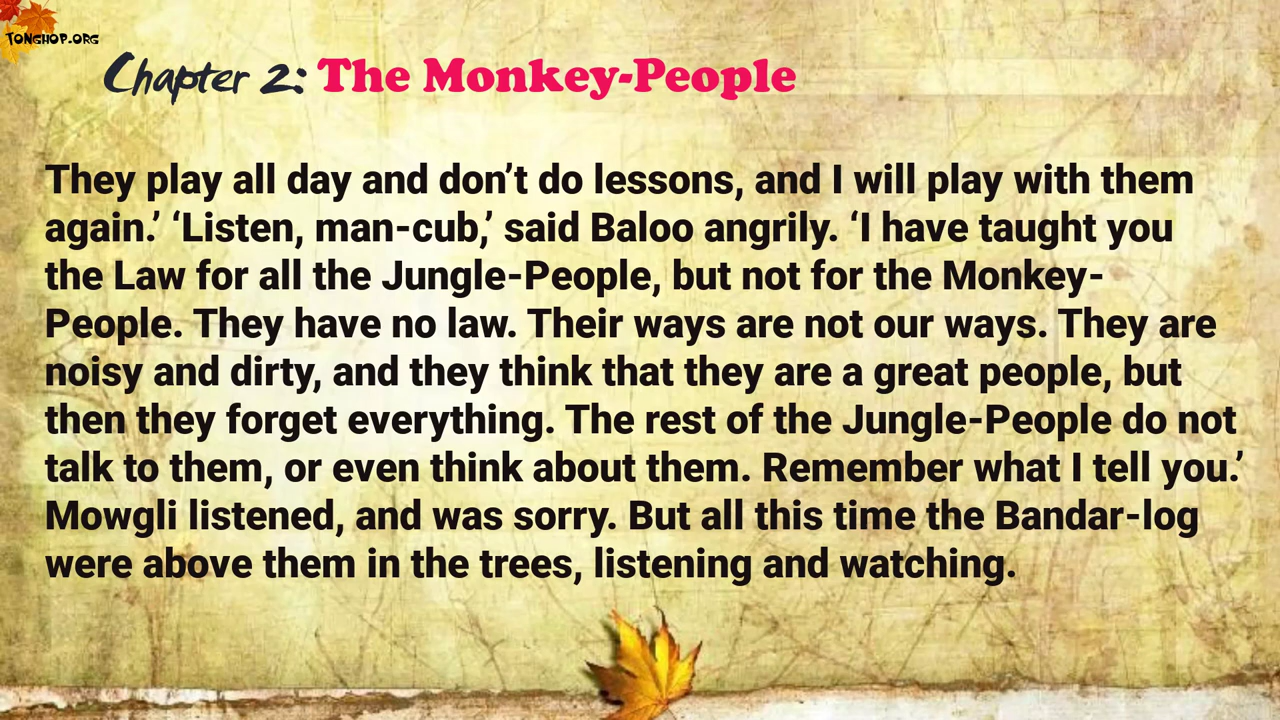 TONGHOP.ORG
Chapter 2: The Monkey-People
They play all day and don’t do lessons, and I will play with them
again.’ ‘Listen, man-cub,’ said Baloo angrily. ‘I have taught you
the Law for all the Jungle-People, but not for the Monkey-
People. They have no law. Their ways are not our ways. They are
noisy and dirty, and they think that they are a great people, but
then they forget everything. The rest of the Jungle-People do not
talk to them, or even think about them. Remember what I tell you.’
Mowgli listened, and was sorry. But all this time the Bandar-log
were above them in the trees, listening and watching.